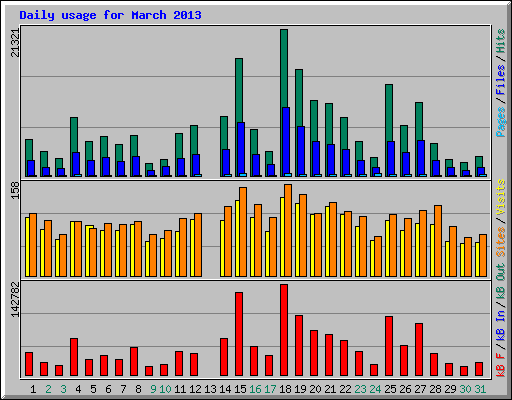 Daily usage for March 2013
21321
168
142782
Pages / Files / Hits
Sites / Visits
kB F / kB In / kB Out
1 2 3 4 5 6 7 8 9 10 11 12 13 14 15 16 17 18 19 20 21 22 23 24 25 26 27 28 29 30 31